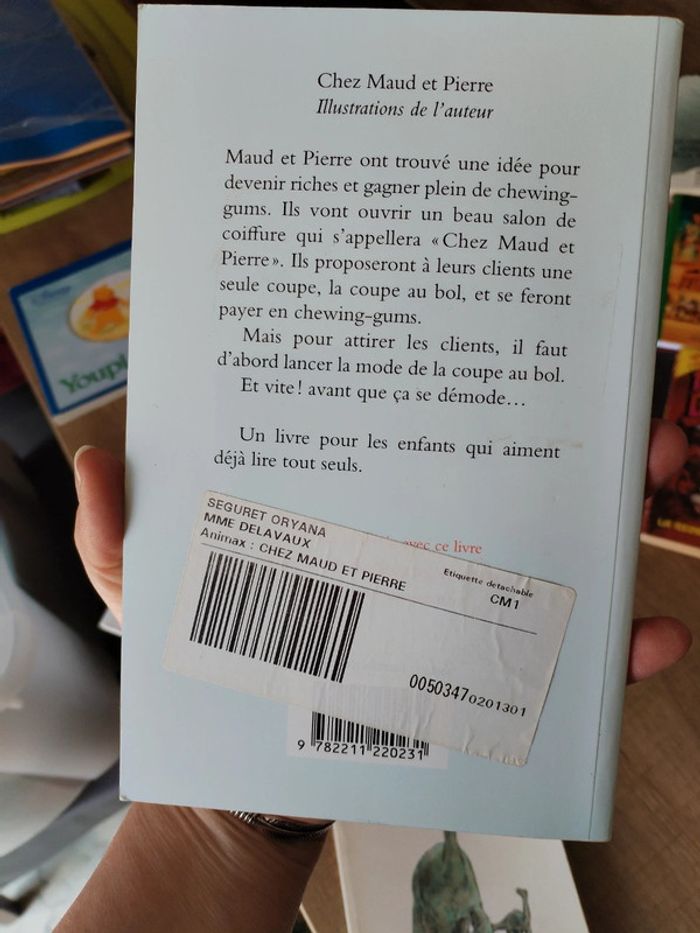 Chez Maud et Pierre
Illustrations de l'auteur
Maud et Pierre ont trouvé une idée pour
devenir riches et gagner plein de chewing-
gums. Ils vont ouvrir un beau salon de
coiffure qui s'appellera «Chez Maud et
Pierre». Ils proposeront à leurs clients une
seule coupe, la coupe au bol, et se feront
payer en chewing-gums.
Mais pour attirer les clients, il faut
d'abord lancer la mode de la coupe au bol.
Et vite! avant que ça se démode...
Un livre pour les enfants qui aiment
déjà lire tout seuls.
avec ce livre
SEGURET ORYANA
MME DELAVAUX
Animax : CHEZ MAUD ET PIERRE
Etiquette detachable
CM1
00503470201301
9 782211 220231
Disney
Youpi